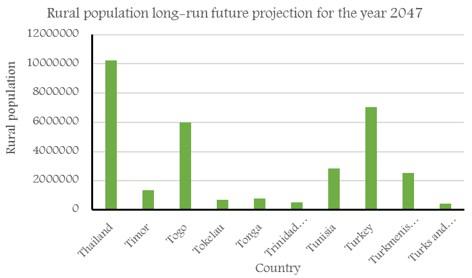 Rural population long-run future projection for the year 2047
12000000
10000000
8000000
6000000
4000000
2000000
0
Rural population
Thailand
Timor
Togo
Tokelau
Tonga
Trinidad...
Tunisia
Turkey
Turkmenis...
Turks and...
Country